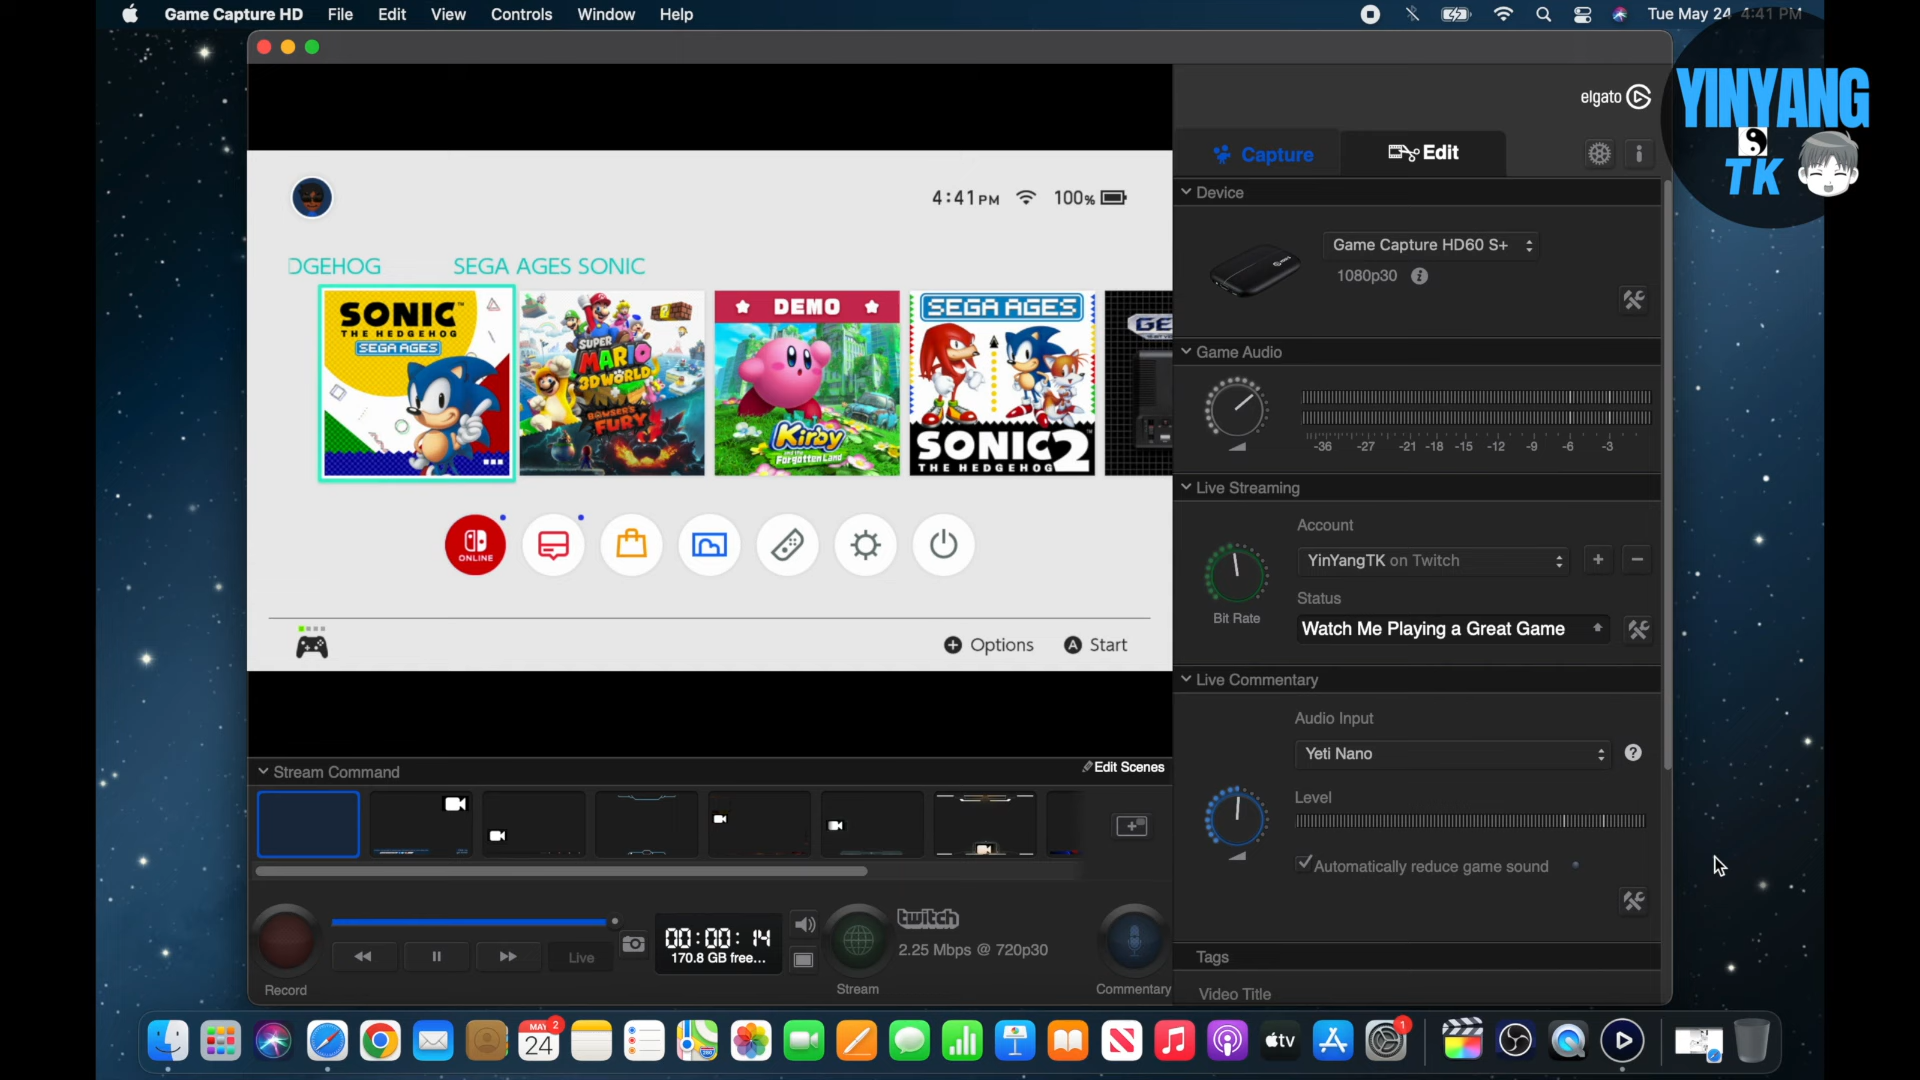 Game Capture HD File Edit View Controls Window Help
Tue May 24 4:41 PM
YINYANG
TK
elgato
Capture
Edit
Device
Game Capture HD60 S+
1080p30
4:41PM 100%
DGEHOG SEGA AGES SONIC
SONIC
THE HEDGEHOG
SEGA AGES
SUPER
MARIO
3D WORLD
BOWSER'S
FURY
DEMO
Kirby
and the
Forgotten Land
SEGA AGES
SONIC 2
THE HEDGEHOG
GE
ONLINE
Options
Start
Game Audio
-36 -27 -21 -18 -15 -12 -9 -6 -3
Live Streaming
Account
YinYangTK on Twitch
Bit Rate
Status
Watch Me Playing a Great Game
Live Commentary
Audio Input
Yeti Nano
Level
Automatically reduce game sound
Tags
Video Title
Stream Command
Edit Scenes
Record
Live
00:00:14
170.8 GB free...
Stream
twitch
2.25 Mbps @ 720p30
Commentary
MAY
24
2
tv
1